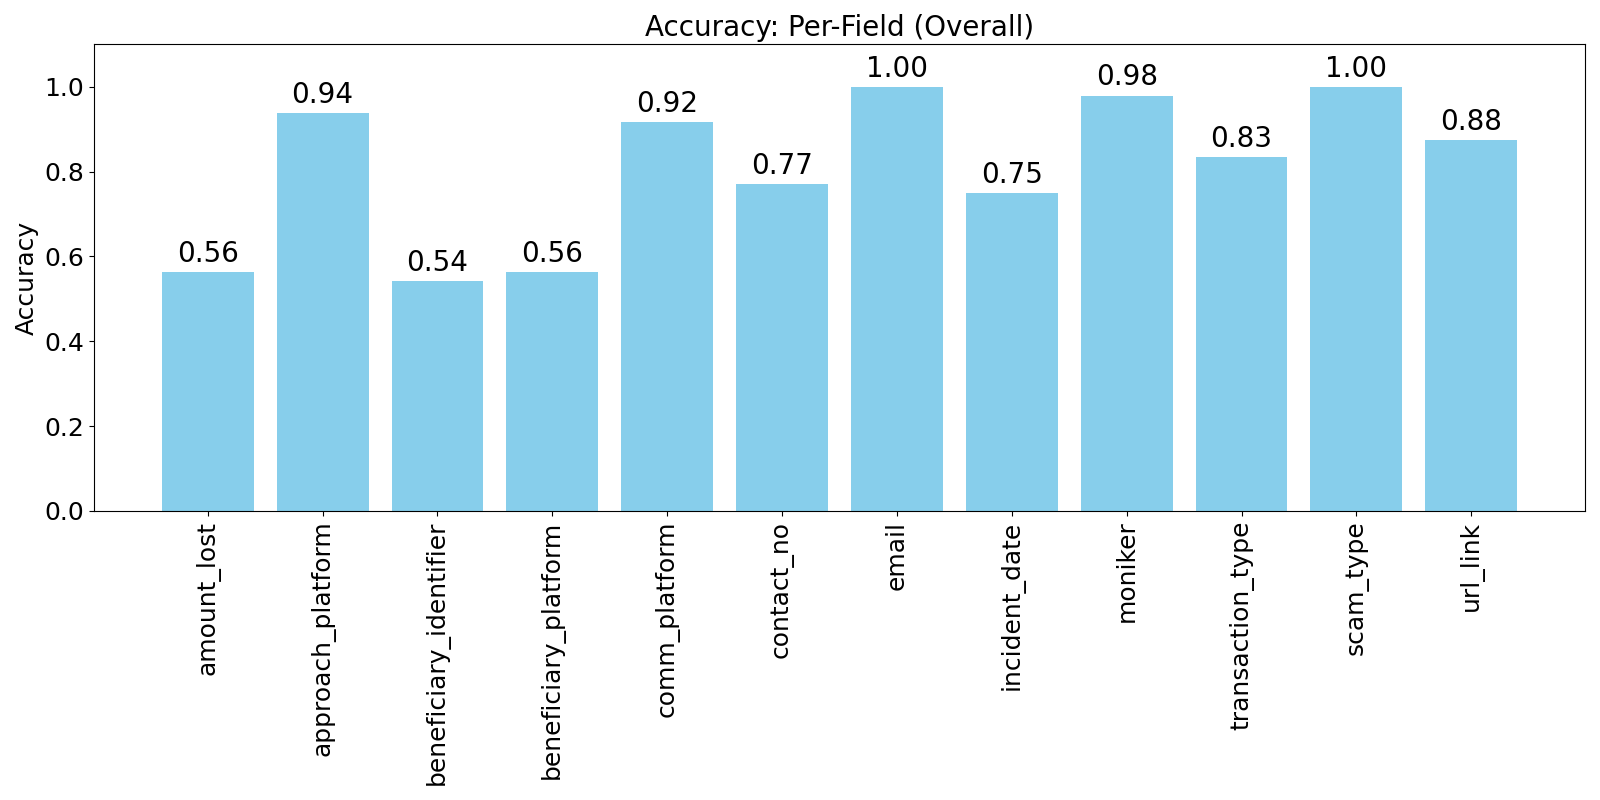 Accuracy: Per-Field (Overall)
Accuracy
1.0
0.8
0.6
0.4
0.2
0.0
0.56
0.94
0.54
0.56
0.92
0.77
1.00
0.75
0.98
0.83
1.00
0.88
amount_lost
approach_platform
beneficiary_identifier
beneficiary_platform
comm_platform
contact_no
email
incident_date
moniker
transaction_type
scam_type
url_link